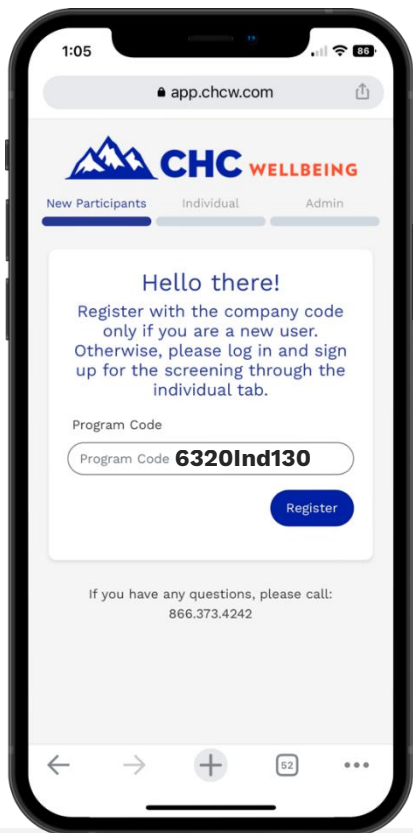 1:05
86
app.chcw.com
CHC WELLBEING
New Participants Individual Admin
Hello there!
Register with the company code
only if you are a new user.
Otherwise, please log in and sign
up for the screening through the
individual tab.
Program Code
Program Code 6320Ind130
Register
If you have any questions, please call:
866.373.4242
52